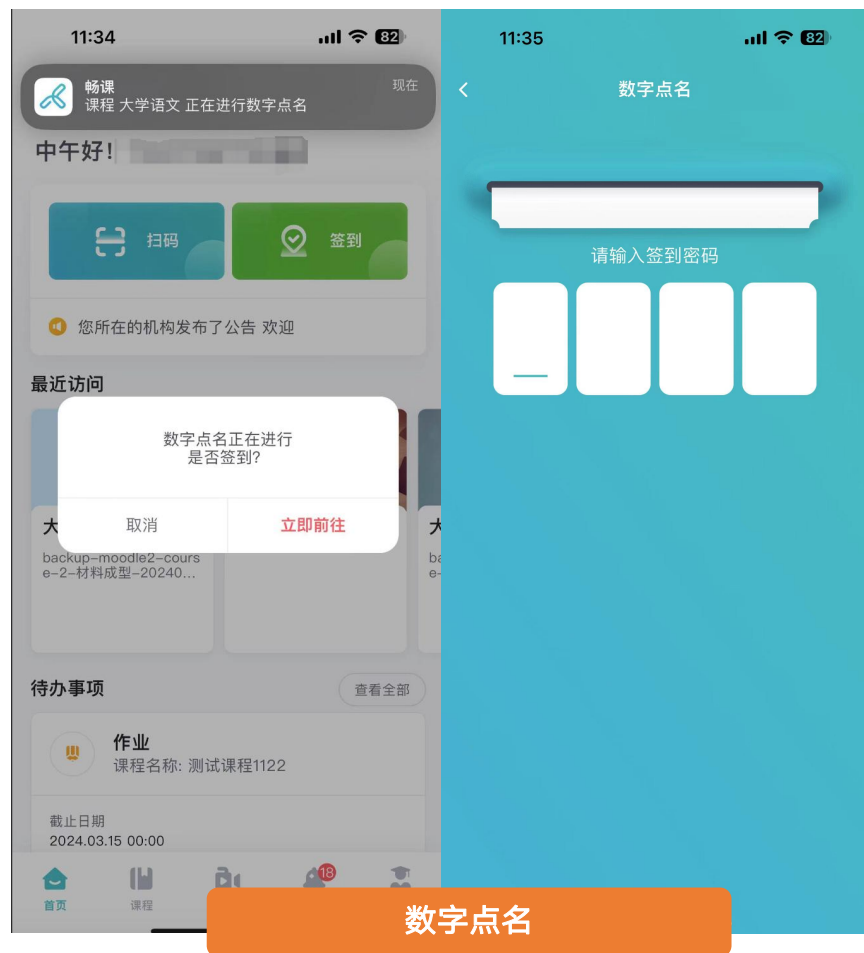 11:34
82
畅课
现在
课程 大学语文 正在进行数字点名
中午好!
扫码
签到
您所在的机构发布了公告 欢迎
最近访问
数字点名正在进行
是否签到?
取消
立即前往
大
大
backup-moodle2-cours
e-2-材料成型-20240...
ba
e-
待办事项
查看全部
作业
课程名称: 测试课程1122
截止日期
2024.03.15 00:00
18
首页
课程
11:35
82
数字点名
请输入签到密码
数字点名